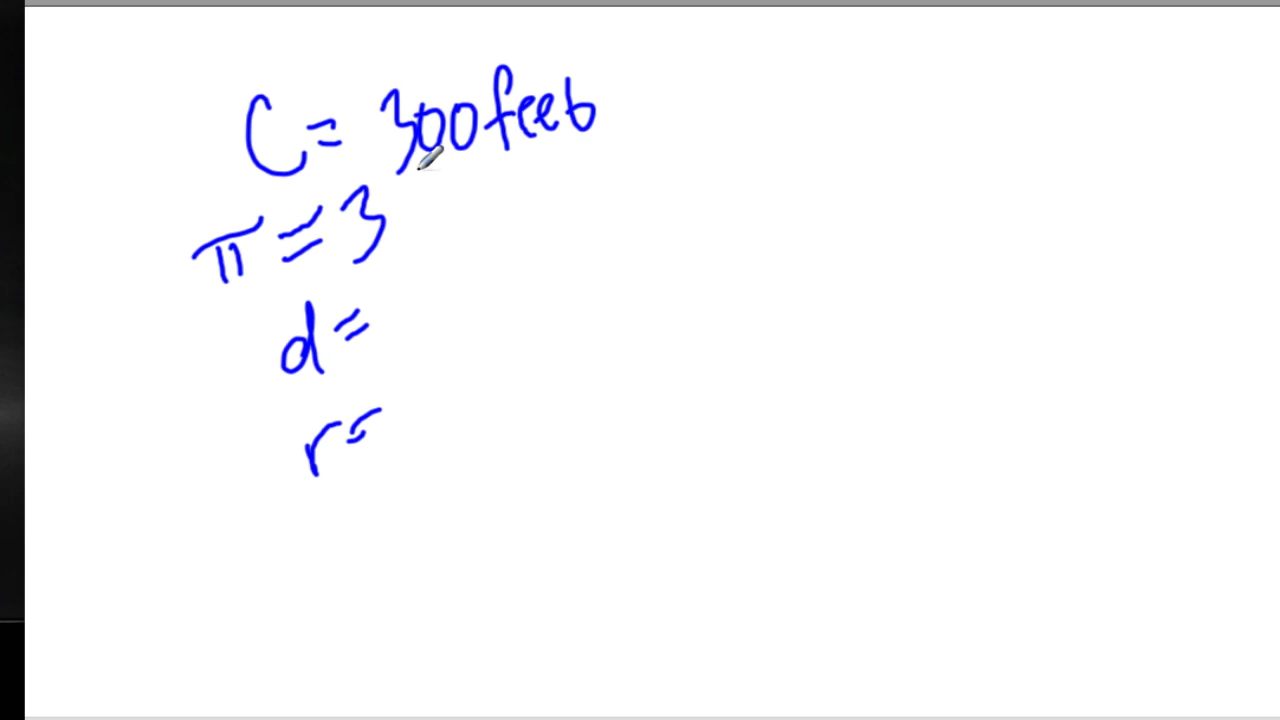 C = 300 feet
π = 3
d =
r =